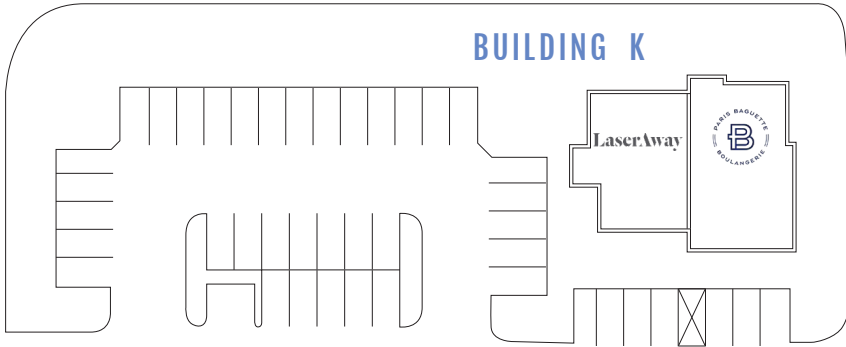 BUILDING K
LaserAway
PARIS BAGUETTE
B
BOULANGERIE